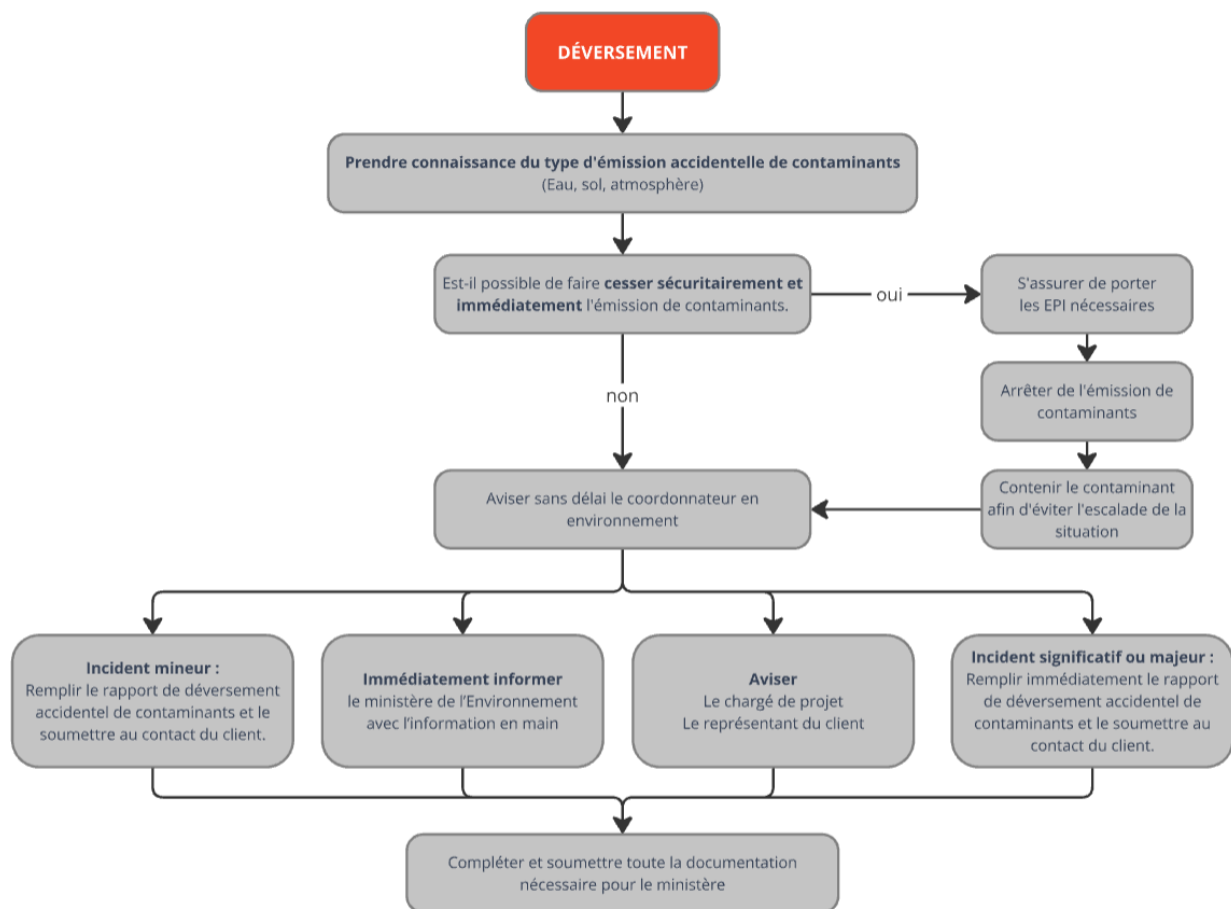 DÉVERSEMENT
Prendre connaissance du type d'émission accidentelle de contaminants
(Eau, sol, atmosphère)
Est-il possible de faire cesser sécuritairement et
immédiatement l'émission de contaminants.
oui
S'assurer de porter
les EPI nécessaires
Arrêter de l'émission de
contaminants
Contenir le contaminant
afin d'éviter l'escalade de la
situation
non
Aviser sans délai le coordonnateur en
environnement
Incident mineur :
Remplir le rapport de déversement
accidentel de contaminants et le
soumettre au contact du client.
Immédiatement informer
le ministère de l’Environnement
avec l’information en main
Aviser
Le chargé de projet
Le représentant du client
Incident significatif ou majeur :
Remplir immédiatement le rapport
de déversement accidentel de
contaminants et le soumettre au
contact du client.
Compléter et soumettre toute la documentation
nécessaire pour le ministère